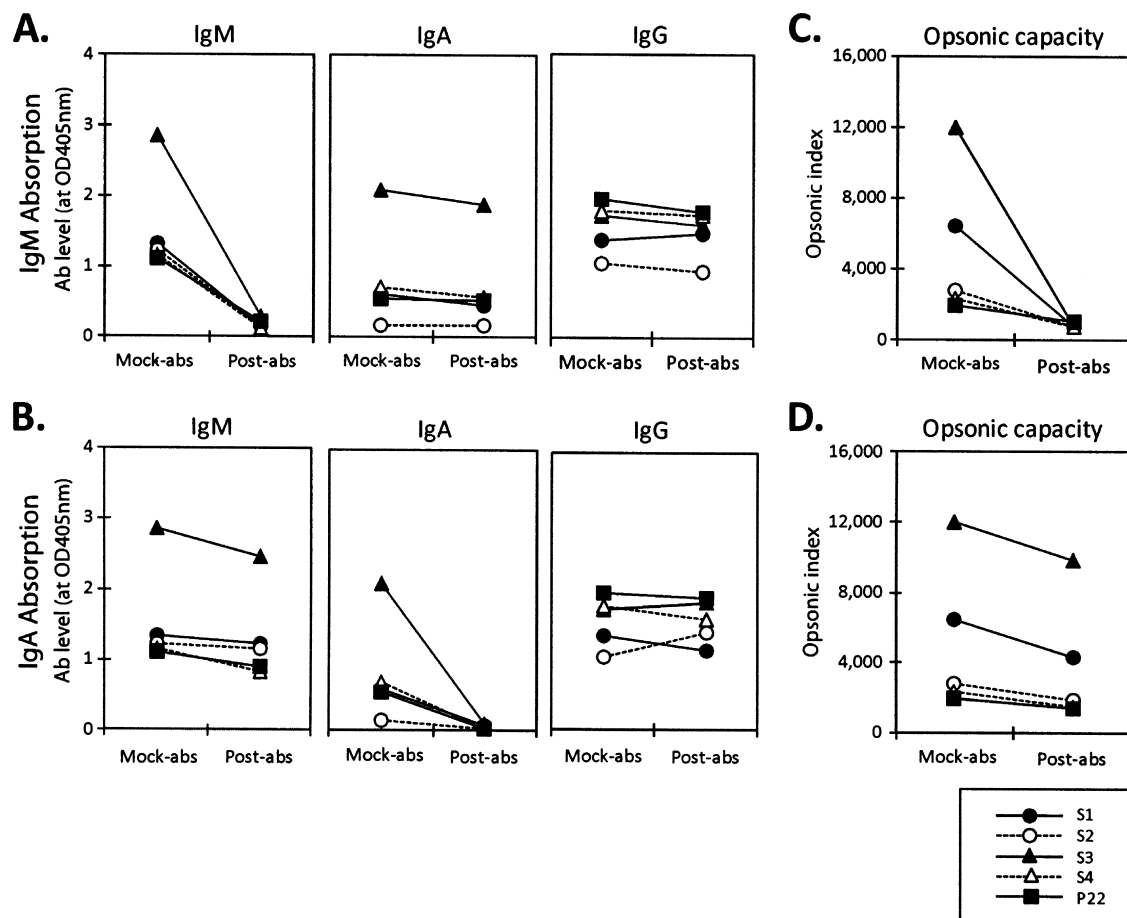 A.
IgM
IgA
IgG
IgM Absorption
Ab level (at OD405nm)
4
3
2
1
0
Mock-abs Post-abs
Mock-abs Post-abs
Mock-abs Post-abs
C.
Opsonic capacity
Opsonic index
16,000
12,000
8,000
4,000
0
Mock-abs Post-abs
B.
IgM
IgA
IgG
IgA Absorption
Ab level (at OD405nm)
4
3
2
1
0
Mock-abs Post-abs
Mock-abs Post-abs
Mock-abs Post-abs
D.
Opsonic capacity
Opsonic index
16,000
12,000
8,000
4,000
0
Mock-abs Post-abs
S1
S2
S3
S4
P22